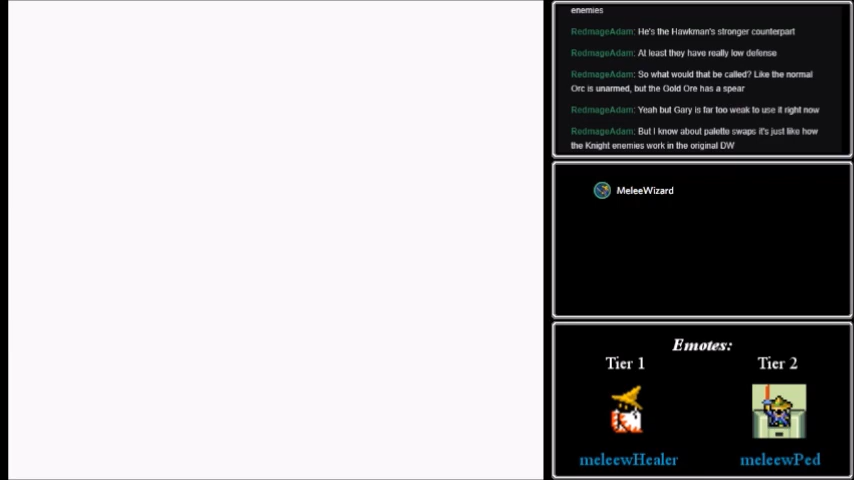 enemies
RedmageAdam: He's the Hawkman's stronger counterpart
RedmageAdam: At least they have really low defense
RedmageAdam: So what would that be called? Like the normal
Orc is unarmed, but the Gold Orc has a spear
RedmageAdam: Yeah but Gary is far too weak to use it right now
RedmageAdam: But I know about palette swaps it's just like how
the Knight enemies work in the original DW
MeleeWizard
Emotes:
Tier 1 Tier 2
meleewHealer meleewPed